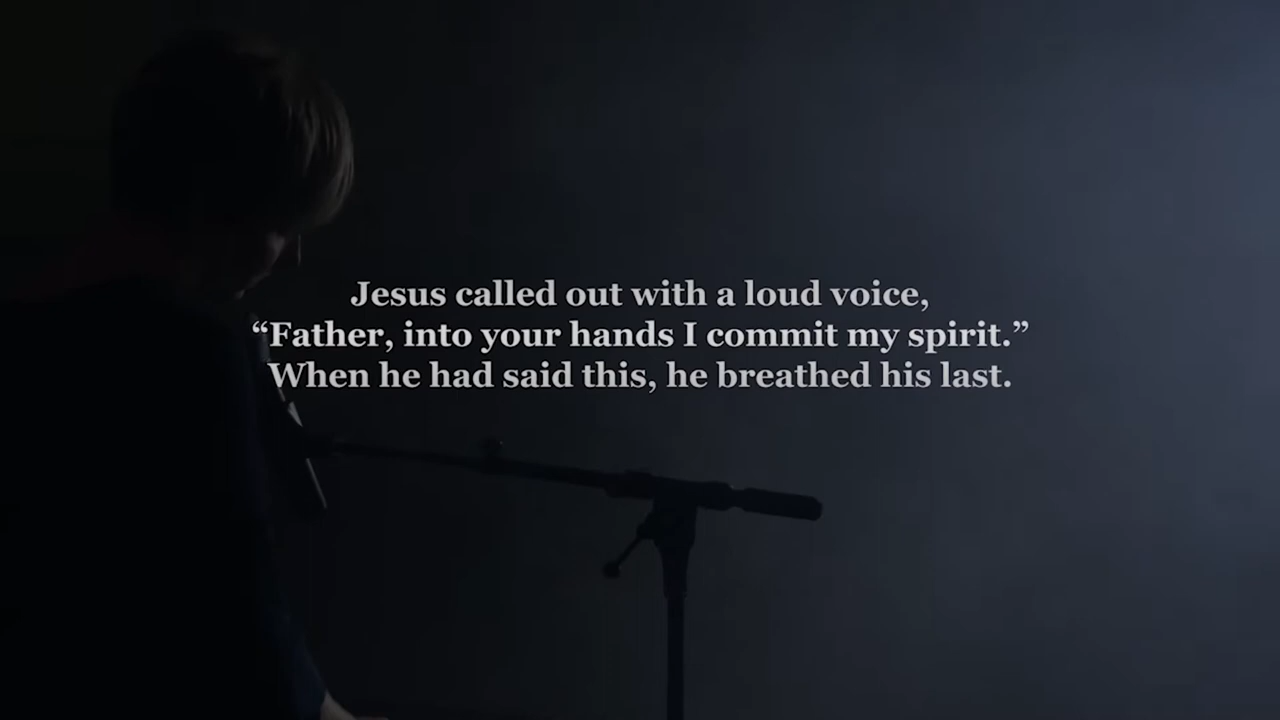 Jesus called out with a loud voice,
“Father, into your hands I commit my spirit.”
When he had said this, he breathed his last.